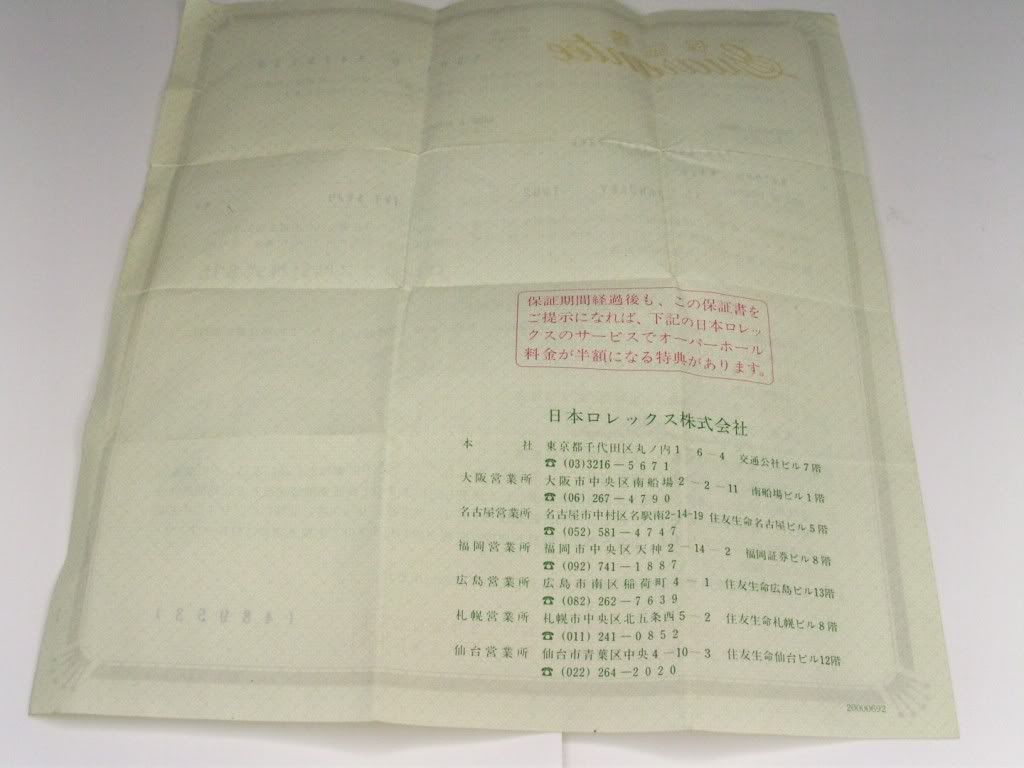 Guarantee
保証期間経過後も、この保証書を
ご提示になれば、下記の日本ロレッ
クスのサービスでオーバーホール
料金が半額になる特典があります。
日本ロレックス株式会社
本 社 東京都千代田区丸ノ内1-6-4 交通公社ビル7階
☎ (03)3216-5671
大阪営業所 大阪市中央区南船場2-2-11 南船場ビル1階
☎ (06) 267-4790
名古屋営業所 名古屋市中村区名駅南2-14-19 住友生命名古屋ビル5階
☎ (052) 581-4747
福岡営業所 福岡市中央区天神2-14-2 福岡証券ビル8階
☎ (092) 741-1887
広島営業所 広島市南区稲荷町4-1 住友生命広島ビル13階
☎ (082) 262-7639
札幌営業所 札幌市中央区北五条西5-2 住友生命札幌ビル8階
☎ (011) 241-0852
仙台営業所 仙台市青葉区中央4-10-3 住友生命仙台ビル12階
☎ (022) 264-2020
20000692